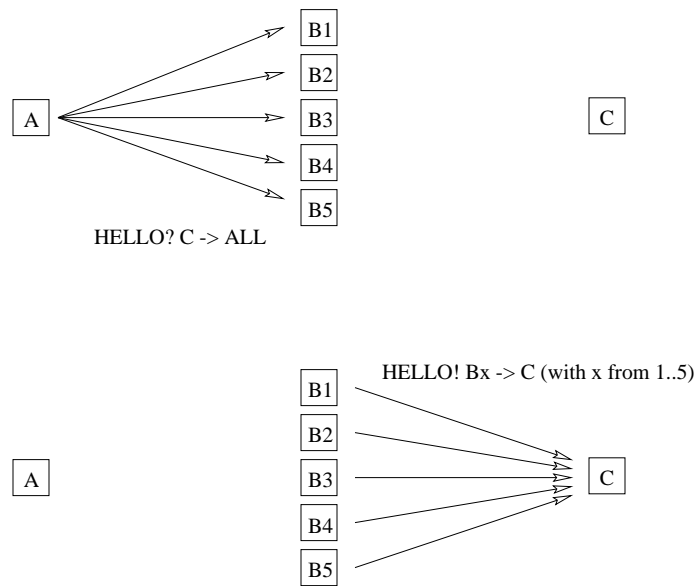 B1
B2
A
B3
C
B4
B5
HELLO? C -> ALL
HELLO! Bx -> C (with x from 1..5)
B1
B2
A
B3
C
B4
B5